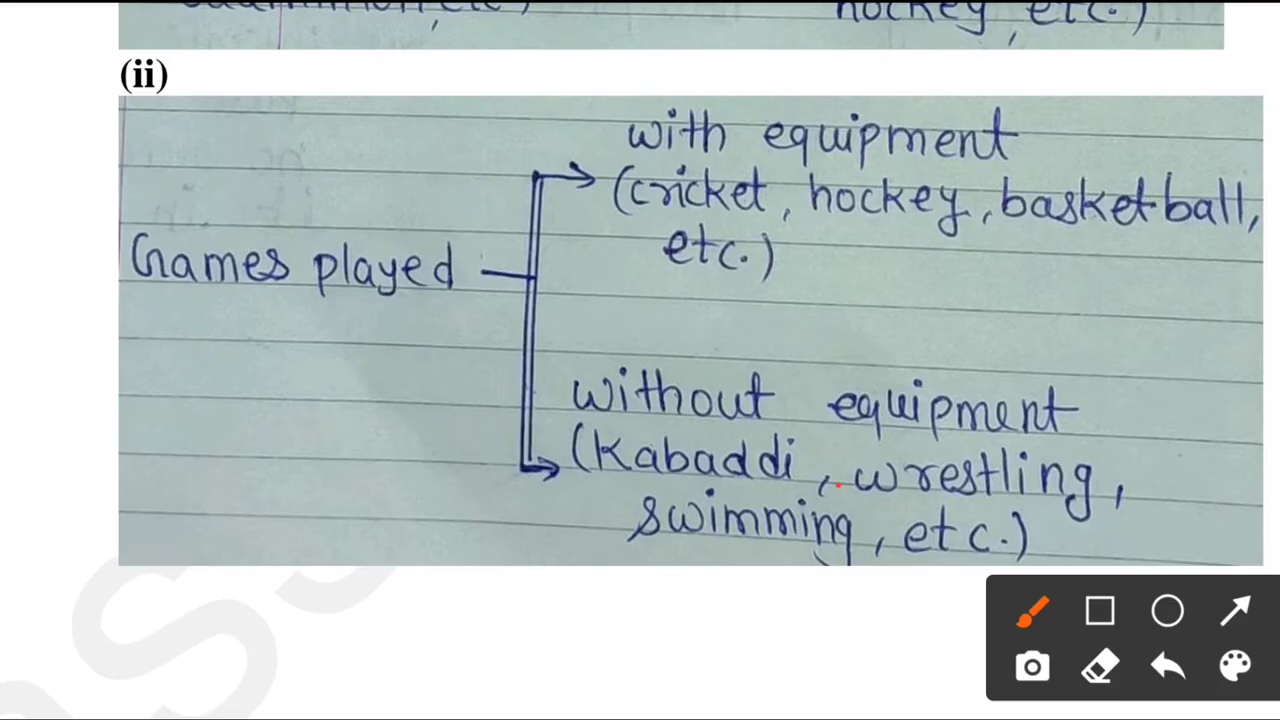 hockey, etc.)
(ii)
with equipment
(cricket, hockey, basketball,
etc.)
Games played
without equipment
(Kabaddi, wrestling,
swimming, etc.)